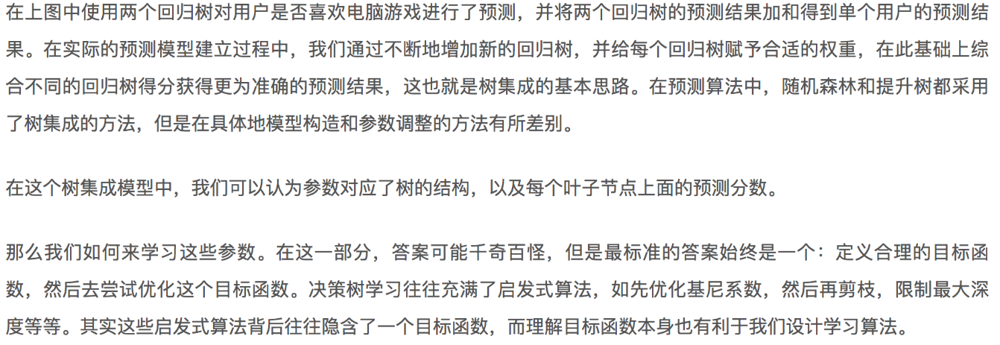 在上图中使用两个回归树对用户是否喜欢电脑游戏进行了预测，并将两个回归树的预测结果加和得到单个用户的预测结
果。在实际的预测模型建立过程中，我们通过不断地增加新的回归树，并给每个回归树赋予合适的权重，在此基础上综
合不同的回归树得分获得更为准确的预测结果，这也就是树集成的基本思路。在预测算法中，随机森林和提升树都采用
了树集成的方法，但是在具体地模型构造和参数调整的方法有所差别。
在这个树集成模型中，我们可以认为参数对应了树的结构，以及每个叶子节点上面的预测分数。
那么我们如何来学习这些参数。在这一部分，答案可能千奇百怪，但是最标准的答案始终是一个：定义合理的目标函
数，然后去尝试优化这个目标函数。决策树学习往往充满了启发式算法，如先优化基尼系数，然后再剪枝，限制最大深
度等等。其实这些启发式算法背后往往隐含了一个目标函数，而理解目标函数本身也有利于我们设计学习算法。